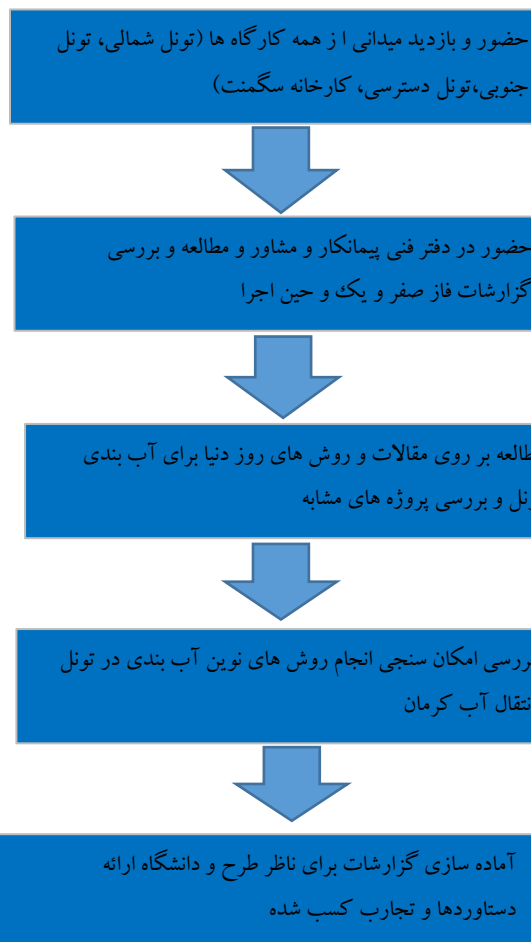 حضور و بازدید میدانی ا ز همه کارگاه ها (تونل شمالی، تونل
جنوبی،تونل دسترسی، کارخانه سگمنت)
حضور در دفتر فنی پیمانکار و مشاور و مطالعه و بررسی
گزارشات فاز صفر و یک و حین اجرا
طالعه بر روی مقالات و روش های روز دنیا برای آب بندی
ونل و بررسی پروژه های مشابه
ررسی امکان سنجی انجام روش های نوین آب بندی در تونل
نتقال آب کرمان
آماده سازی گزارشات برای ناظر طرح و دانشگاه ارائه
دستاوردها و تجارب کسب شده